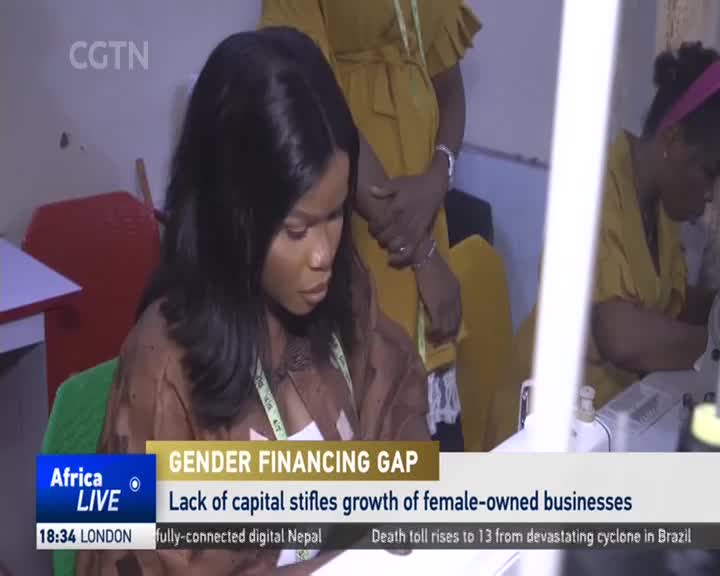 CGTN
GENDER FINANCING GAP
Africa
LIVE
Lack of capital stifles growth of female-owned businesses
18:34 LONDON
fully-connected digital Nepal
Death toll rises to 13 from devastating cyclone in Brazil